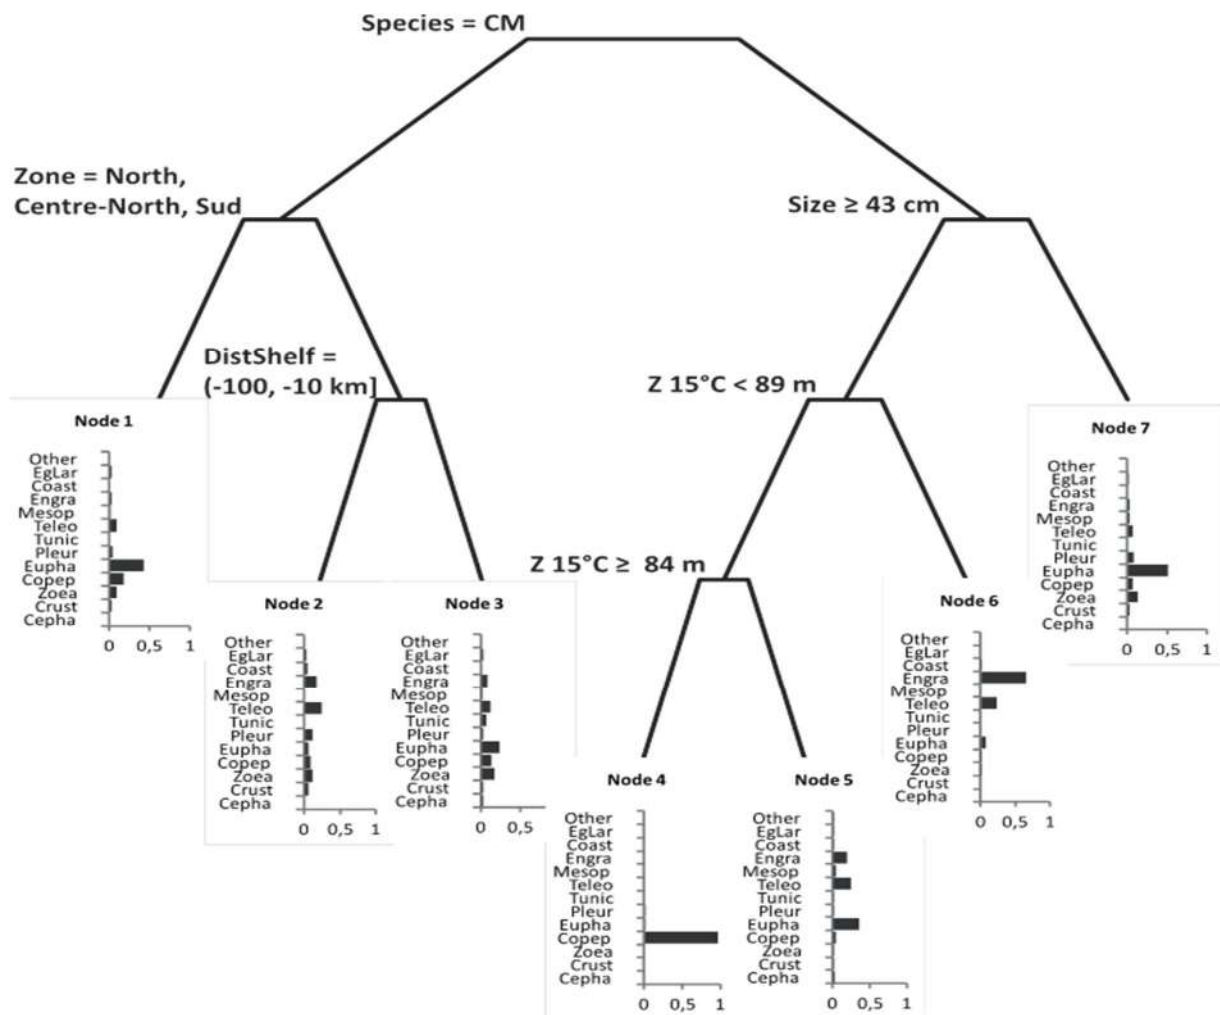 Species = CM
Zone = North,
Centre-North, Sud
Size ≥ 43 cm
DistShelf =
(-100, -10 km]
Z 15°C < 89 m
Z 15°C ≥ 84 m
Node 1
Other
EgLar
Coast
Engra
Mesop
Teleo
Tunic
Pleur
Eupha
Copep
Zoea
Crust
Cepha
0 0,5 1
Node 2
Other
EgLar
Coast
Engra
Mesop
Teleo
Tunic
Pleur
Eupha
Copep
Zoea
Crust
Cepha
0 0,5 1
Node 3
Other
EgLar
Coast
Engra
Mesop
Teleo
Tunic
Pleur
Eupha
Copep
Zoea
Crust
Cepha
0 0,5
Node 4
Other
EgLar
Coast
Engra
Mesop
Teleo
Tunic
Pleur
Eupha
Copep
Zoea
Crust
Cepha
0 0,5 1
Node 5
Other
EgLar
Coast
Engra
Mesop
Teleo
Tunic
Pleur
Eupha
Copep
Zoea
Crust
Cepha
0 0,5 1
Node 6
Other
EgLar
Coast
Engra
Mesop
Teleo
Tunic
Pleur
Eupha
Copep
Zoea
Crust
Cepha
0 0,5 1
Node 7
Other
EgLar
Coast
Engra
Mesop
Teleo
Tunic
Pleur
Eupha
Copep
Zoea
Crust
Cepha
0 0,5 1